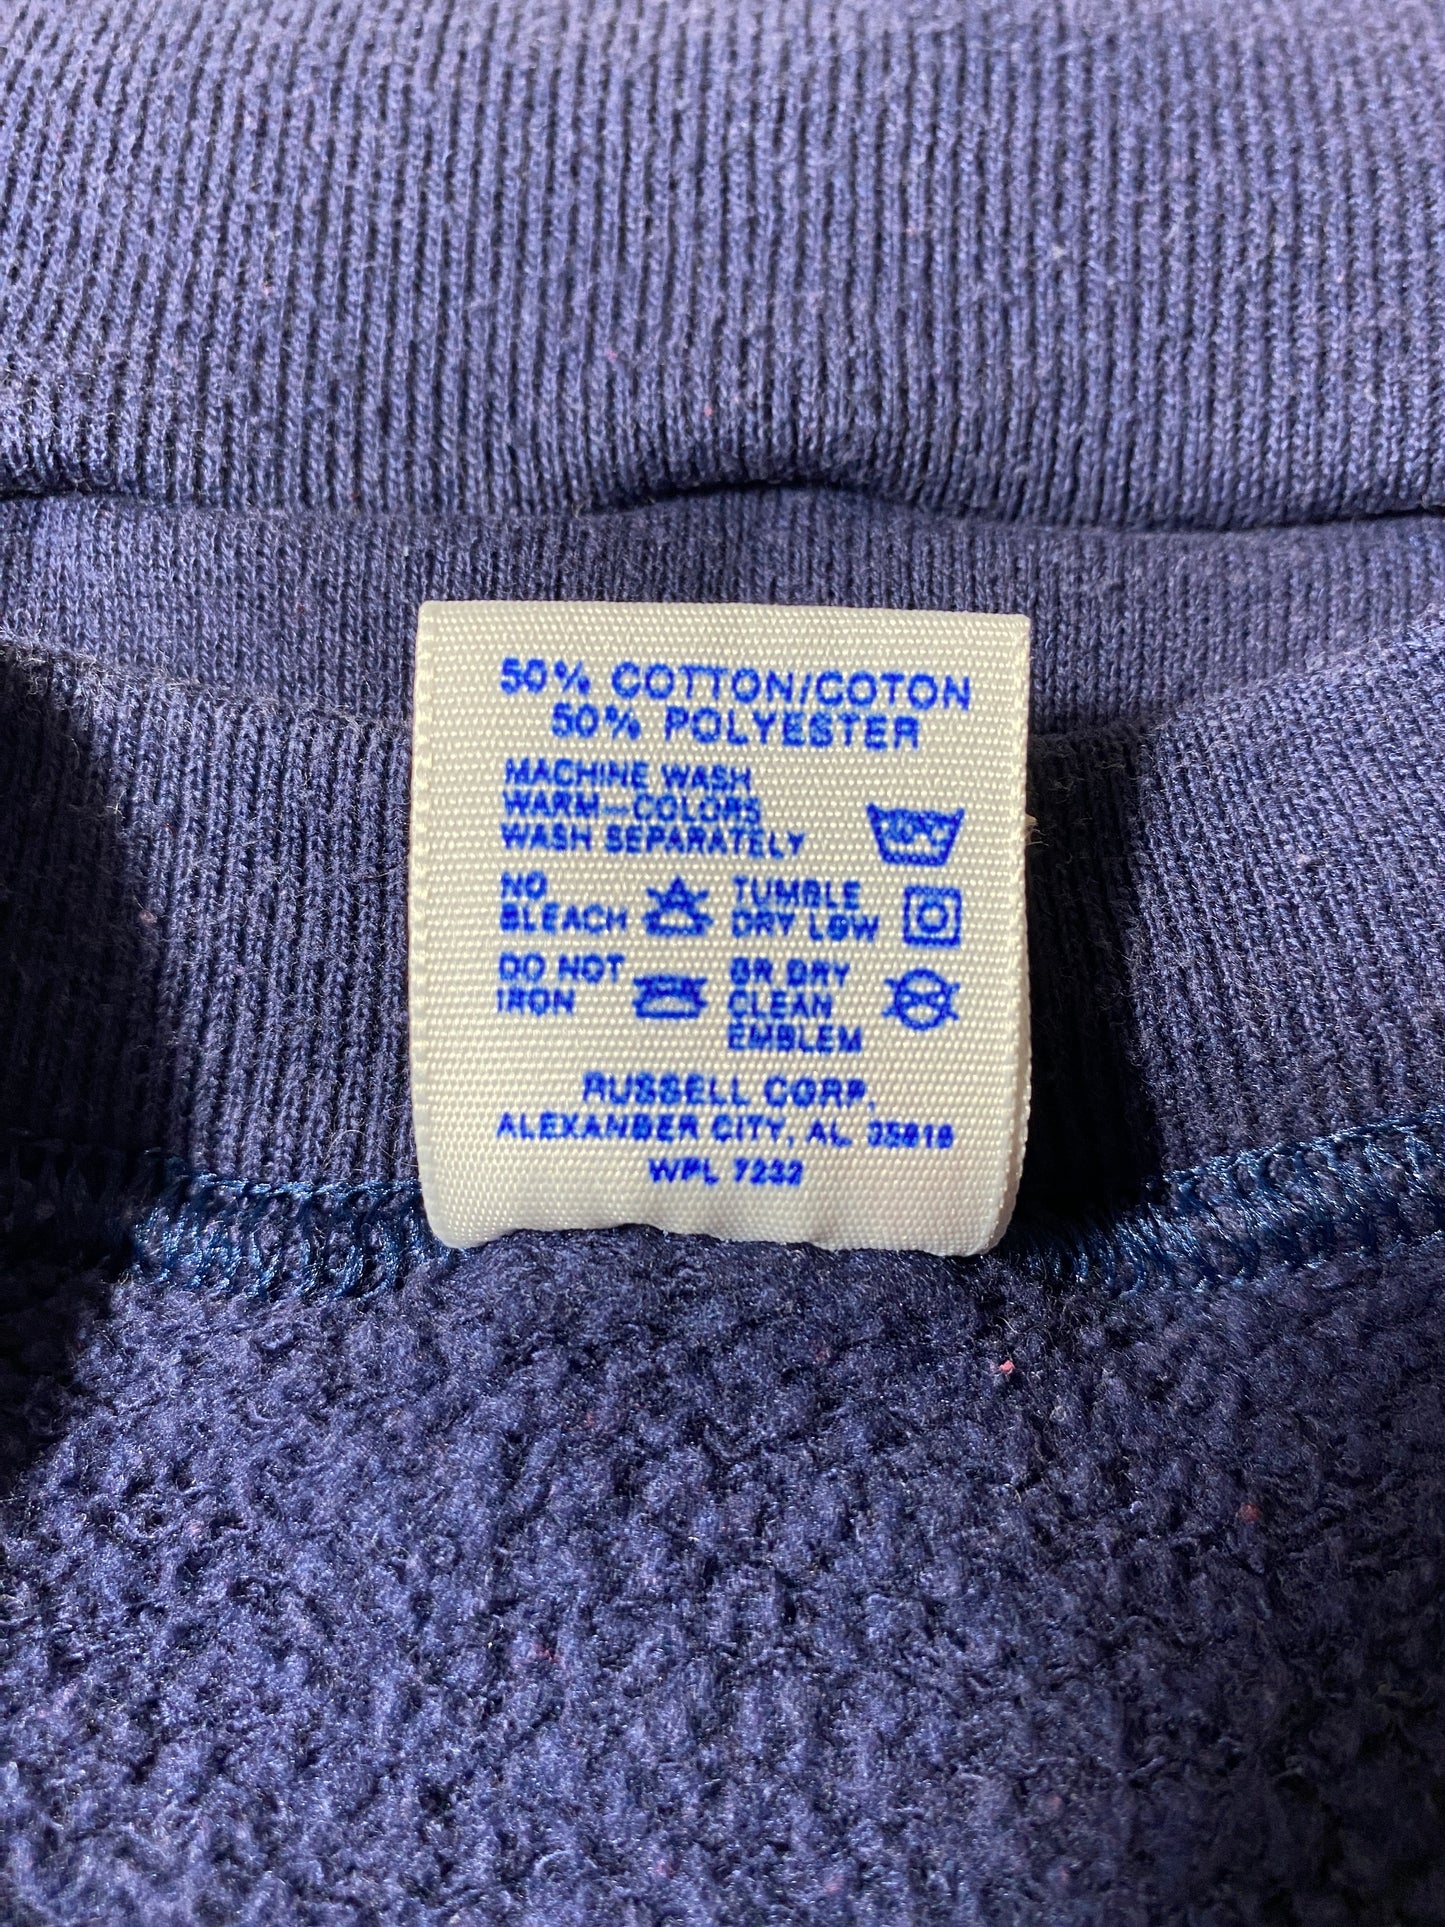 50% COTTON/COTON
50% POLYESTER
MACHINE WASH
WARM—COLORS
WASH SEPARATELY
NO
BLEACH
TUMBLE
DRY LOW
DO NOT
IRON
OR DRY
CLEAN
EMBLEM
RUSSELL CORP.
ALEXANDER CITY, AL
WPL 7232